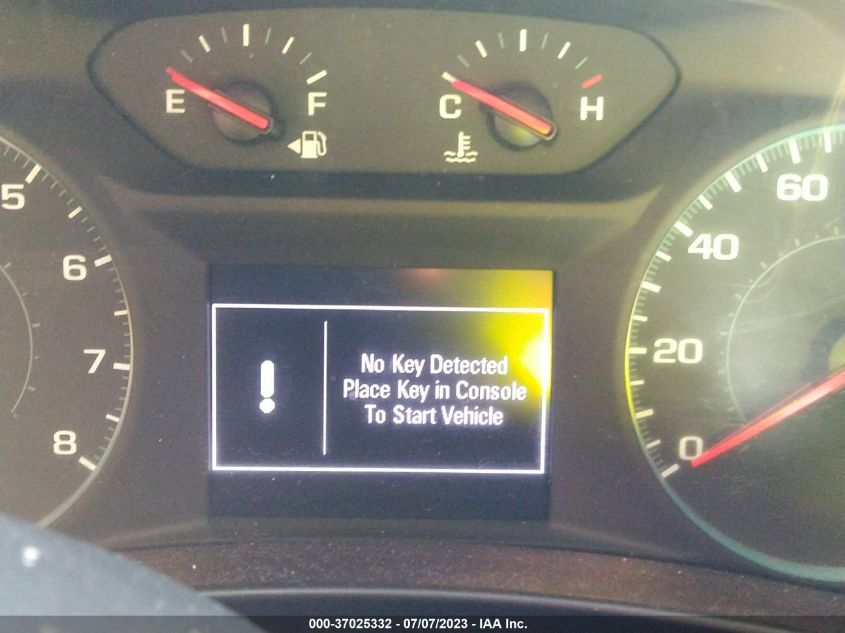 E F C H
5
6
7
8
60
40
20
0
No Key Detected
! Place Key in Console
To Start Vehicle
000-37025332 - 07/07/2023 - IAA Inc.